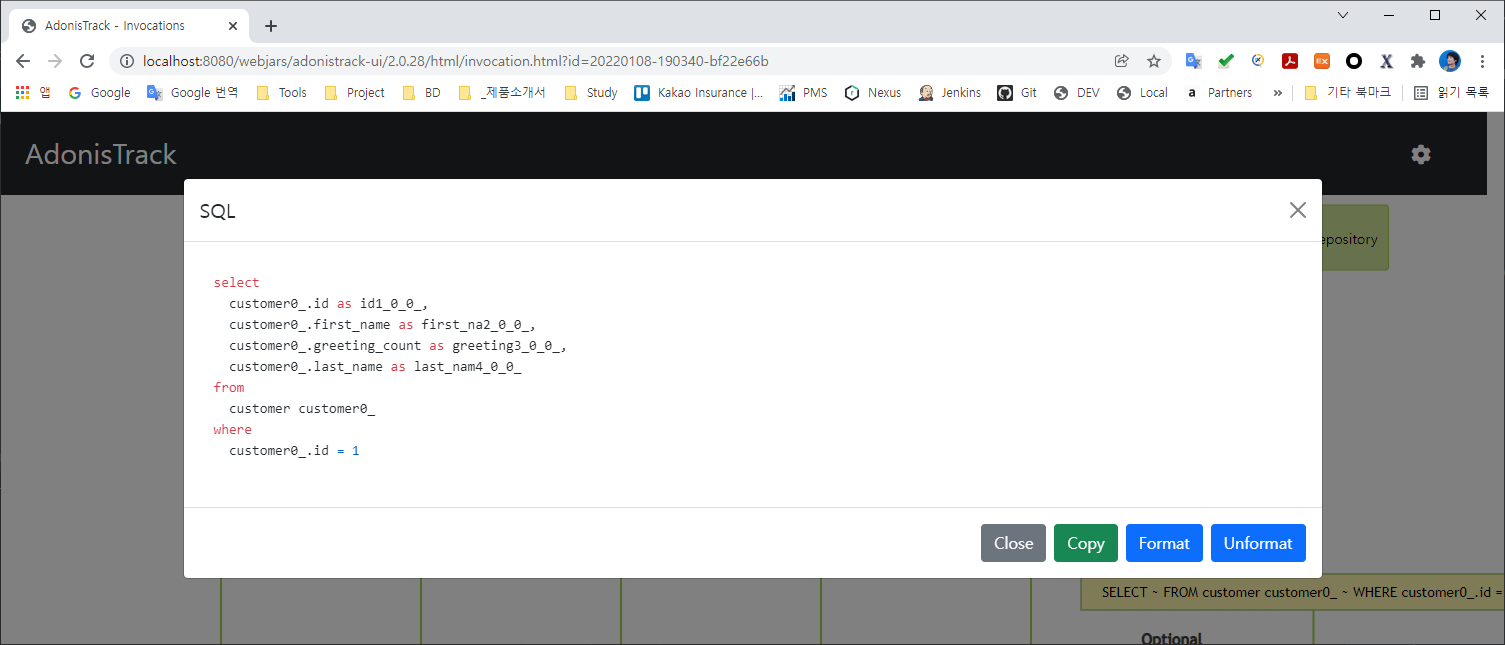 AdonisTrack - Invocations
localhost:8080/webjars/adonistrack-ui/2.0.28/html/invocation.html?id=20220108-190340-bf22e66b
앱 Google Google 번역 Tools Project BD _제품소개서 Study Kakao Insurance |... PMS Nexus Jenkins Git DEV Local Partners » 기타 북마크 읽기 목록
AdonisTrack
SQL
epository
select
customer0_.id as id1_0_0_,
customer0_.first_name as first_na2_0_0_,
customer0_.greeting_count as greeting3_0_0_,
customer0_.last_name as last_nam4_0_0_
from
customer customer0_
where
customer0_.id = 1
Close Copy Format Unformat
SELECT ~ FROM customer customer0_ ~ WHERE customer0_.id =
Optional